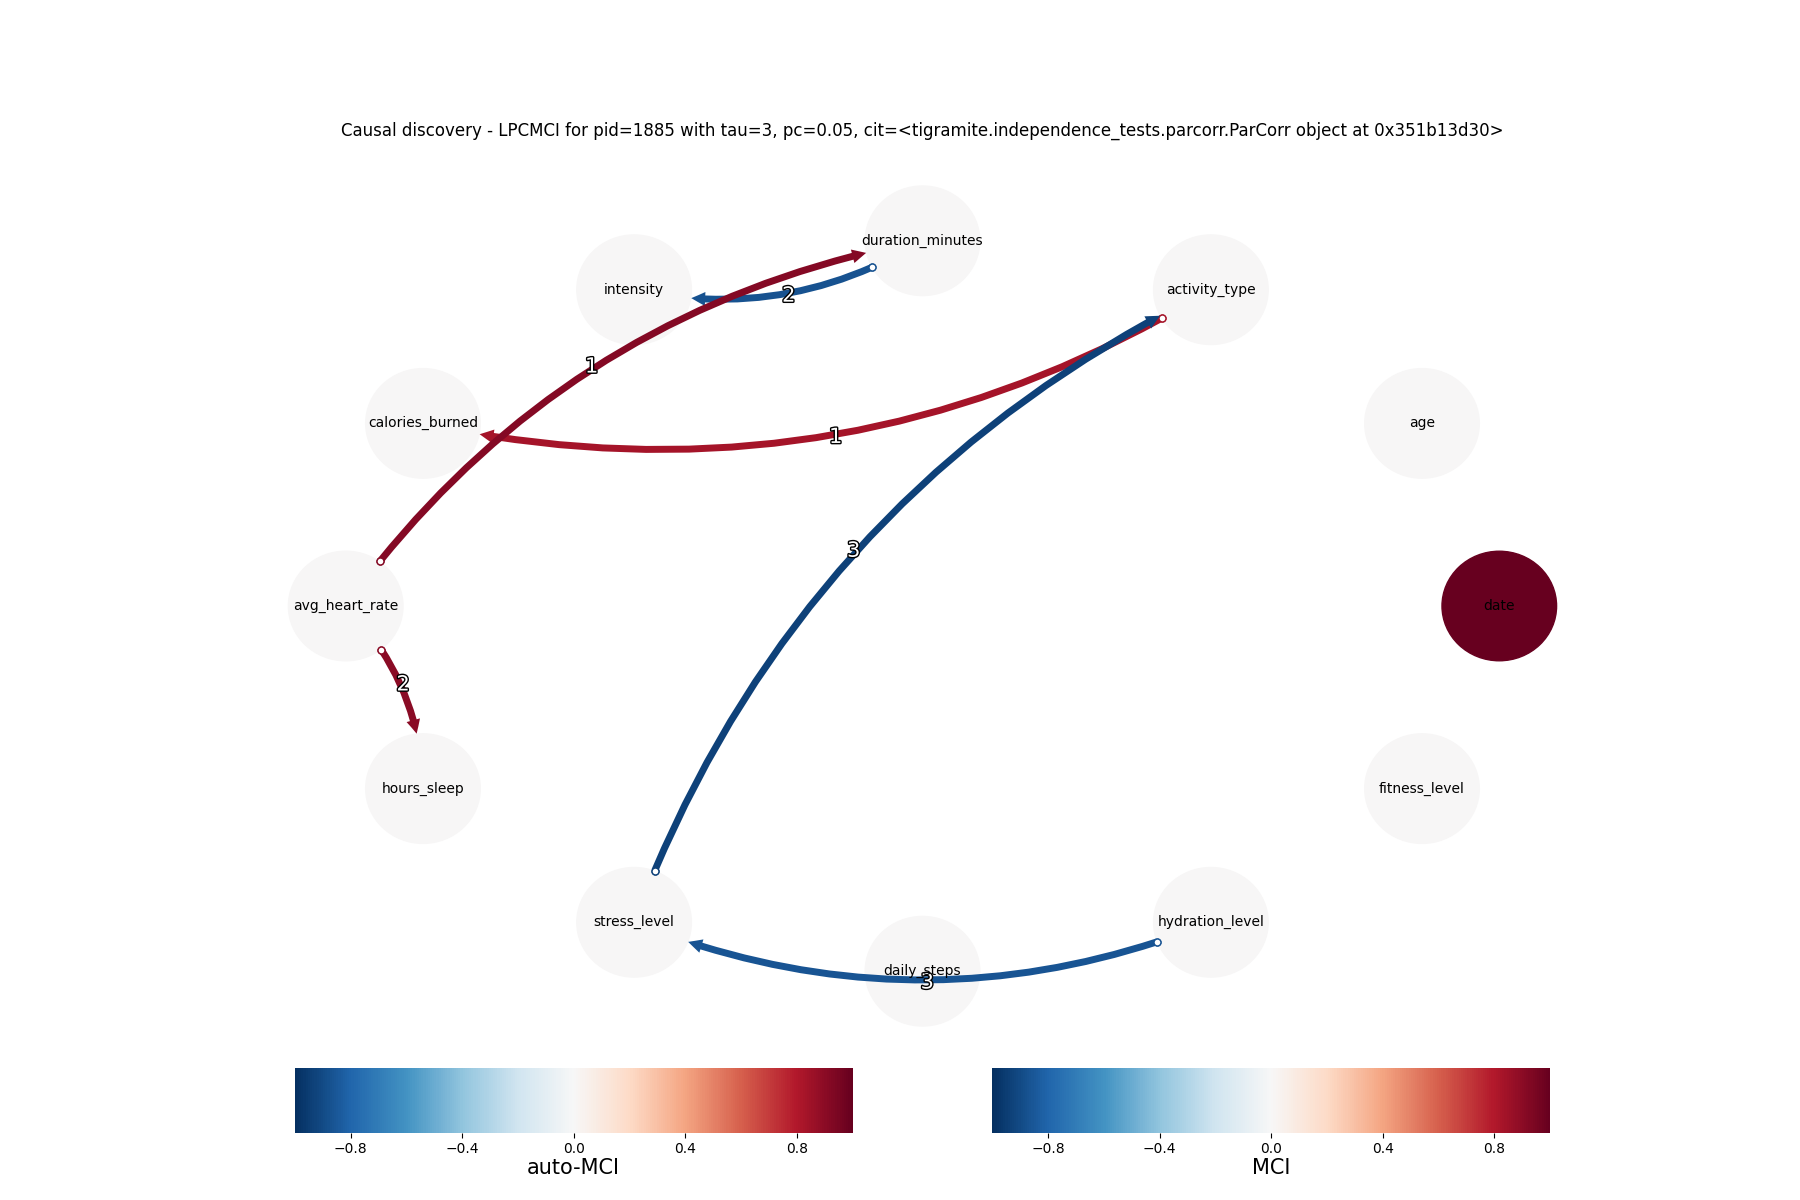 Causal discovery - LPCMCI for pid=1885 with tau=3, pc=0.05, cit=<tigramite.independence_tests.parcorr.ParCorr object at 0x351b13d30>
duration_minutes
intensity
activity_type
2
1
calories_burned
age
1
3
avg_heart_rate
date
2
hours_sleep
fitness_level
stress_level
hydration_level
daily_steps
3
−0.8 −0.4 0.0 0.4 0.8
auto-MCI
−0.8 −0.4 0.0 0.4 0.8
MCI